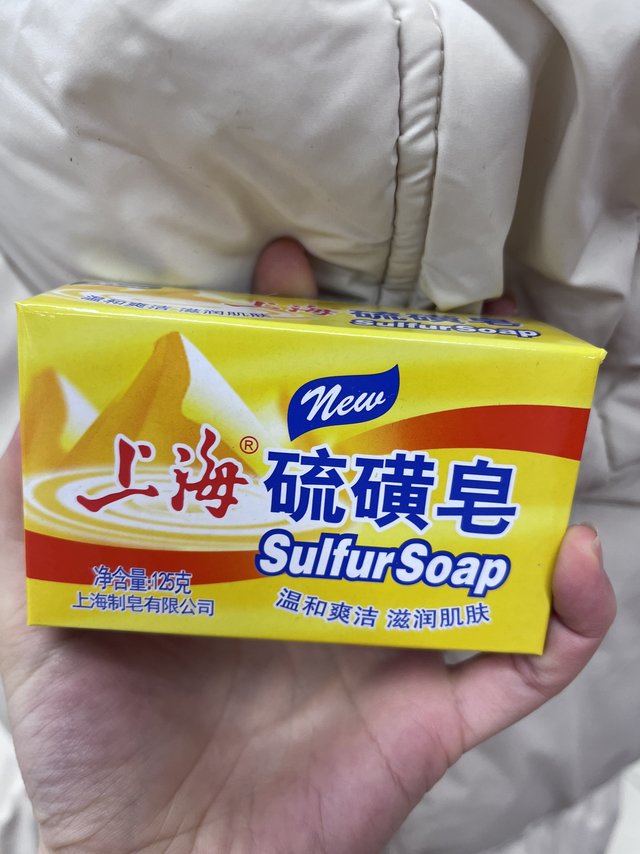 温和爽洁 滋润肌肤
上海 硫磺皂
SulfurSoap
New
上海® 硫磺皂
SulfurSoap
净含量:125克
上海制皂有限公司
温和爽洁 滋润肌肤